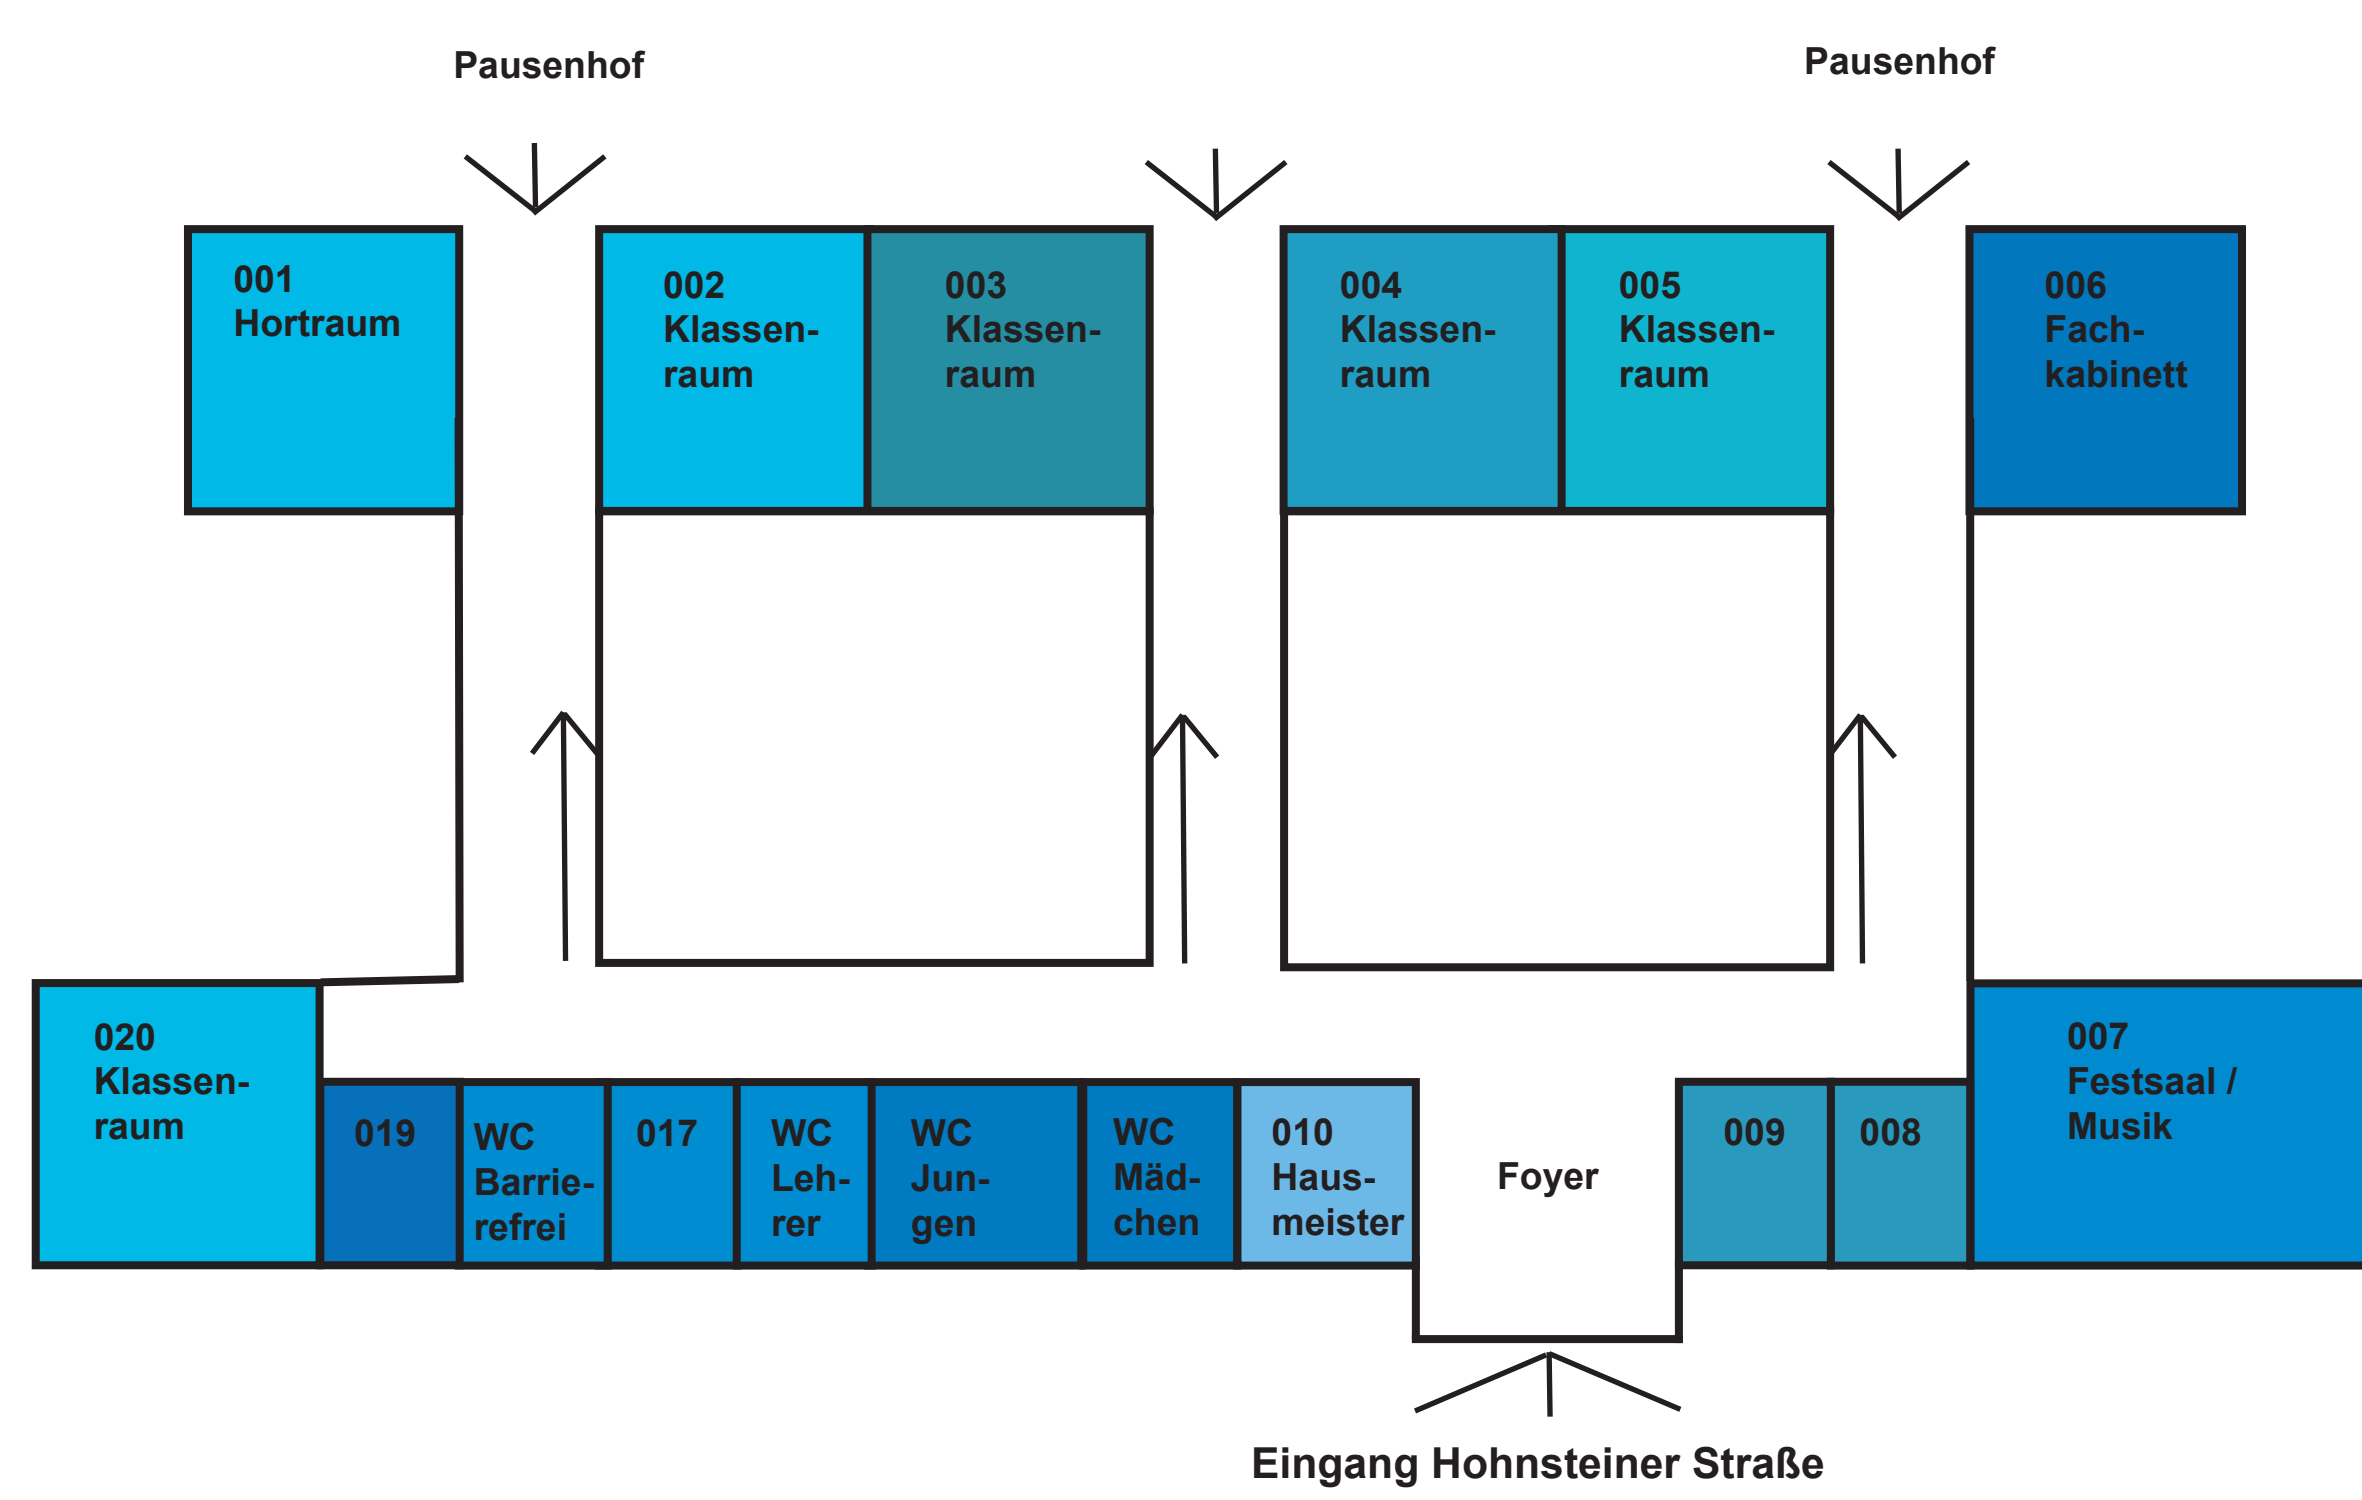 Pausenhof
Pausenhof
001
Hortraum
002
Klassen-
raum
003
Klassen-
raum
004
Klassen-
raum
005
Klassen-
raum
006
Fach-
kabinett
020
Klassen-
raum
019
WC
Barrie-
refrei
017
WC
Leh-
rer
WC
Jun-
gen
WC
Mäd-
chen
010
Haus-
meister
Foyer
009
008
007
Festsaal /
Musik
Eingang Hohnsteiner Straße